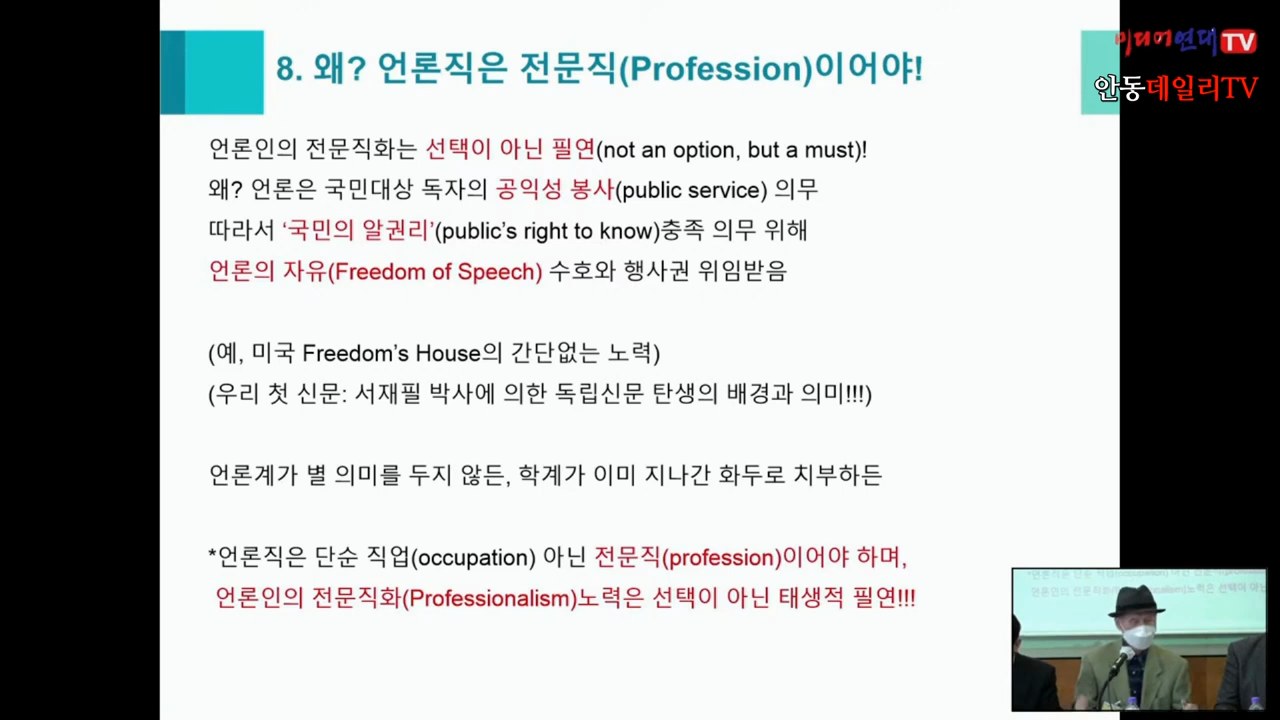 8. 왜? 언론직은 전문직(Profession)이어야!
미디어연대TV
안동데일리TV
언론인의 전문직화는 선택이 아닌 필연(not an option, but a must)!
왜? 언론은 국민대상 독자의 공익성 봉사(public service) 의무
따라서 ‘국민의 알권리’(public’s right to know)충족 의무 위해
언론의 자유(Freedom of Speech) 수호와 행사권 위임받음
(예, 미국 Freedom’s House의 간단없는 노력)
(우리 첫 신문: 서재필 박사에 의한 독립신문 탄생의 배경과 의미!!!)
언론계가 별 의미를 두지 않든, 학계가 이미 지나간 화두로 치부하든
*언론직은 단순 직업(occupation) 아닌 전문직(profession)이어야 하며,
언론인의 전문직화(Professionalism)노력은 선택이 아닌 태생적 필연!!!